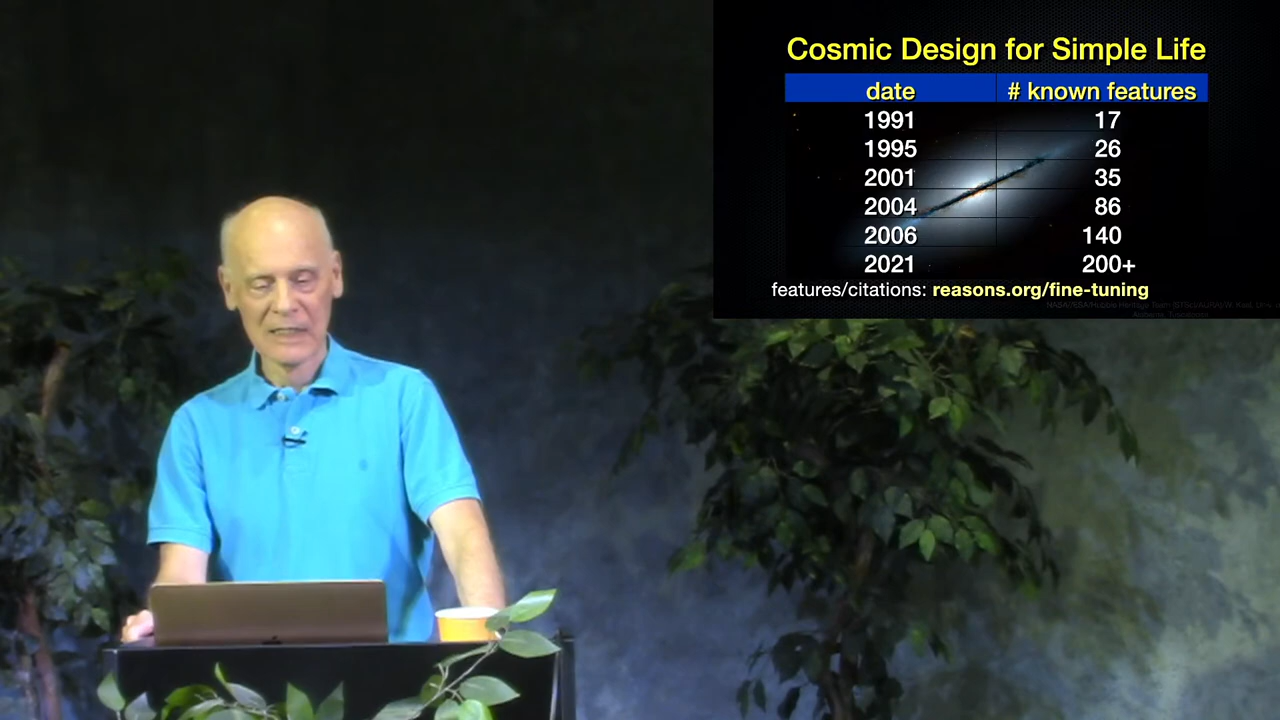 Cosmic Design for Simple Life
date # known features
1991 17
1995 26
2001 35
2004 86
2006 140
2021 200+
features/citations: reasons.org/fine-tuning